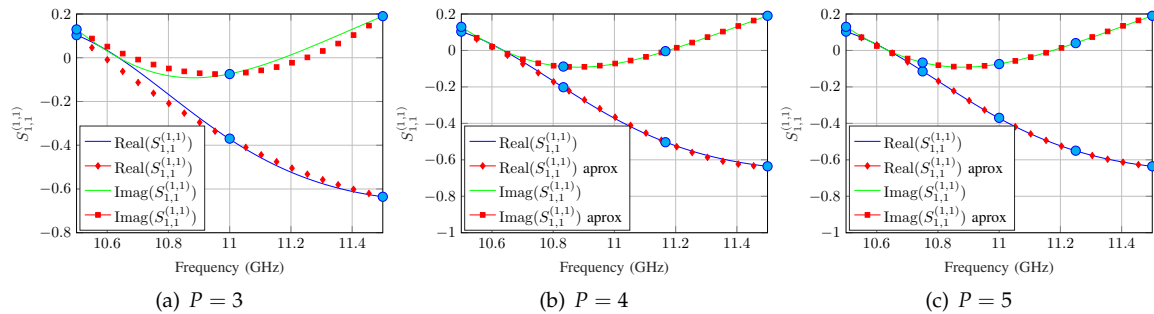 0.2
0
−0.2
−0.4
−0.6
−0.8
S_{1,1}^{(1,1)}
Real(S_{1,1}^{(1,1)})
Real(S_{1,1}^{(1,1)})
Imag(S_{1,1}^{(1,1)})
Imag(S_{1,1}^{(1,1)})
10.6 10.8 11 11.2 11.4
Frequency (GHz)
(a) P = 3
0.2
0
−0.2
−0.4
−0.6
−0.8
−1
S_{1,1}^{(1,1)}
Real(S_{1,1}^{(1,1)})
Real(S_{1,1}^{(1,1)}) aprox
Imag(S_{1,1}^{(1,1)})
Imag(S_{1,1}^{(1,1)}) aprox
10.6 10.8 11 11.2 11.4
Frequency (GHz)
(b) P = 4
0.2
0
−0.2
−0.4
−0.6
−0.8
−1
S_{1,1}^{(1,1)}
Real(S_{1,1}^{(1,1)})
Real(S_{1,1}^{(1,1)}) aprox
Imag(S_{1,1}^{(1,1)})
Imag(S_{1,1}^{(1,1)}) aprox
10.6 10.8 11 11.2 11.4
Frequency (GHz)
(c) P = 5